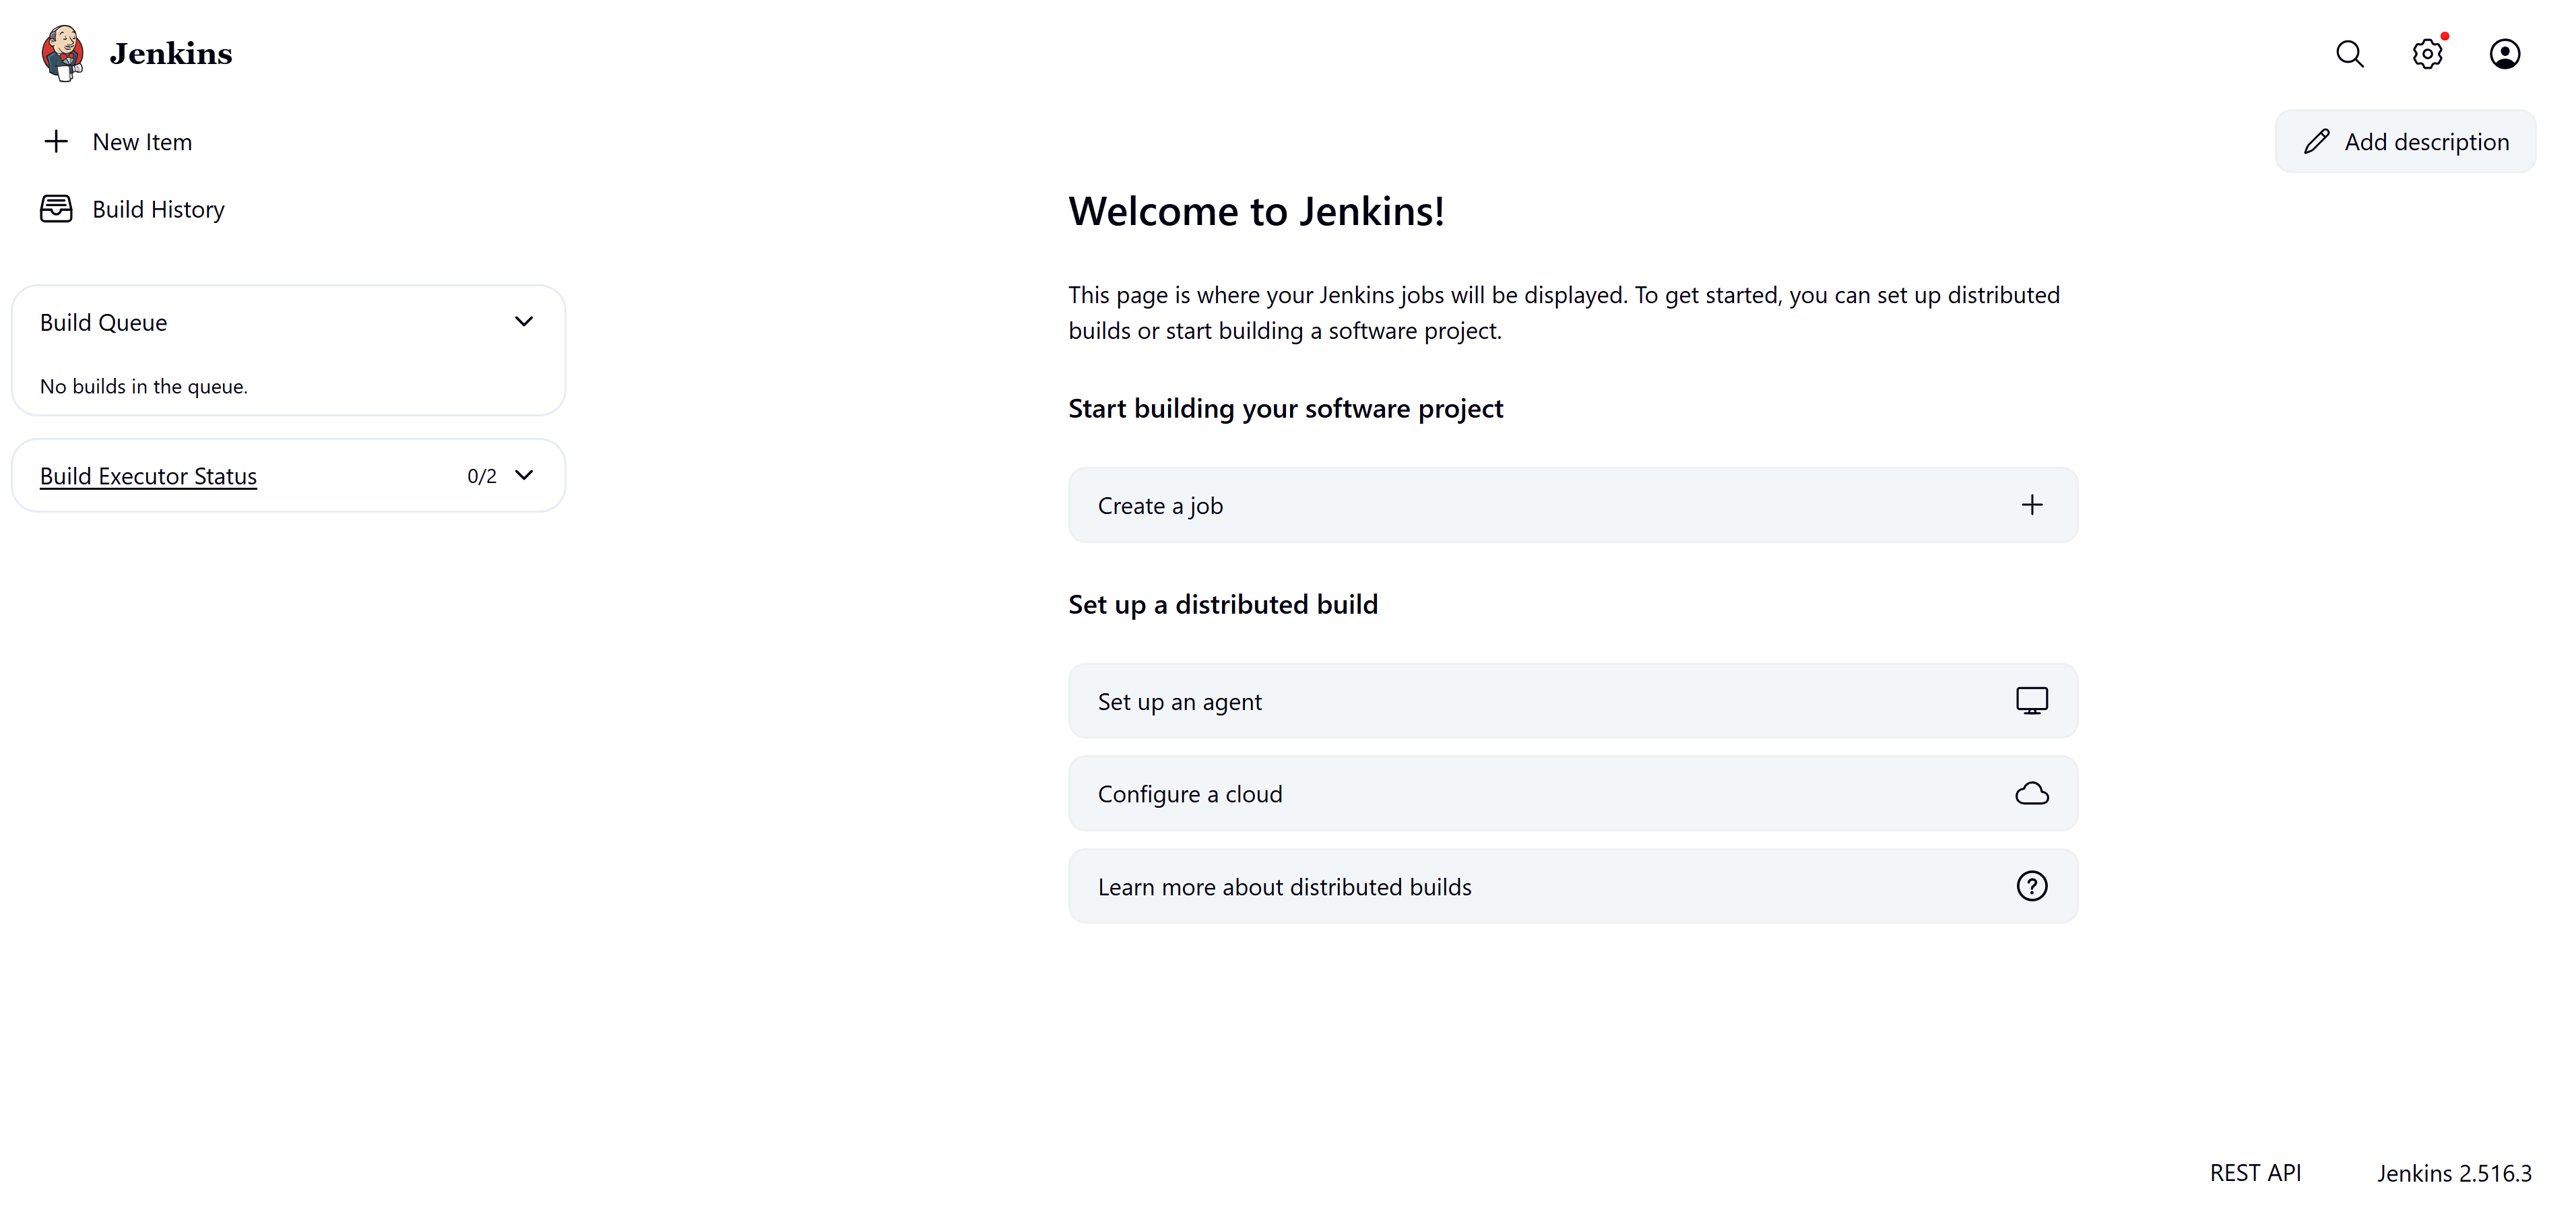 Jenkins
New Item
Build History
Build Queue
No builds in the queue.
Build Executor Status 0/2
Add description
Welcome to Jenkins!
This page is where your Jenkins jobs will be displayed. To get started, you can set up distributed
builds or start building a software project.
Start building your software project
Create a job
Set up a distributed build
Set up an agent
Configure a cloud
Learn more about distributed builds
REST API Jenkins 2.516.3